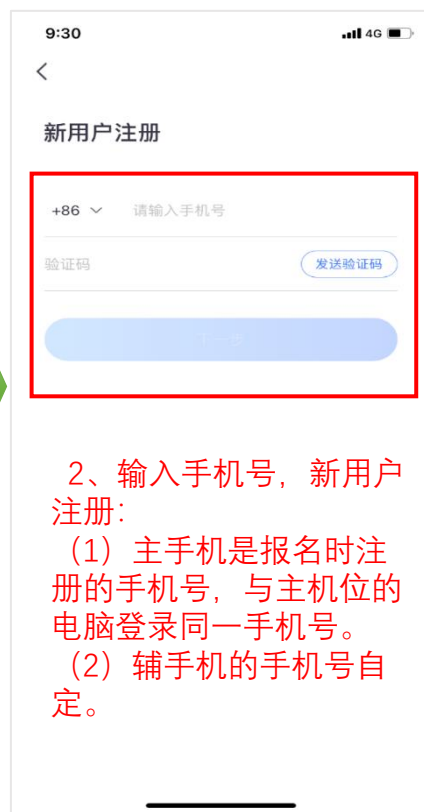 9:30 4G
新用户注册
+86 请输入手机号
验证码 发送验证码
下一步
2、输入手机号，新用户
注册：
（1）主手机是报名时注
册的手机号，与主机位的
电脑登录同一手机号。
（2）辅手机的手机号自
定。